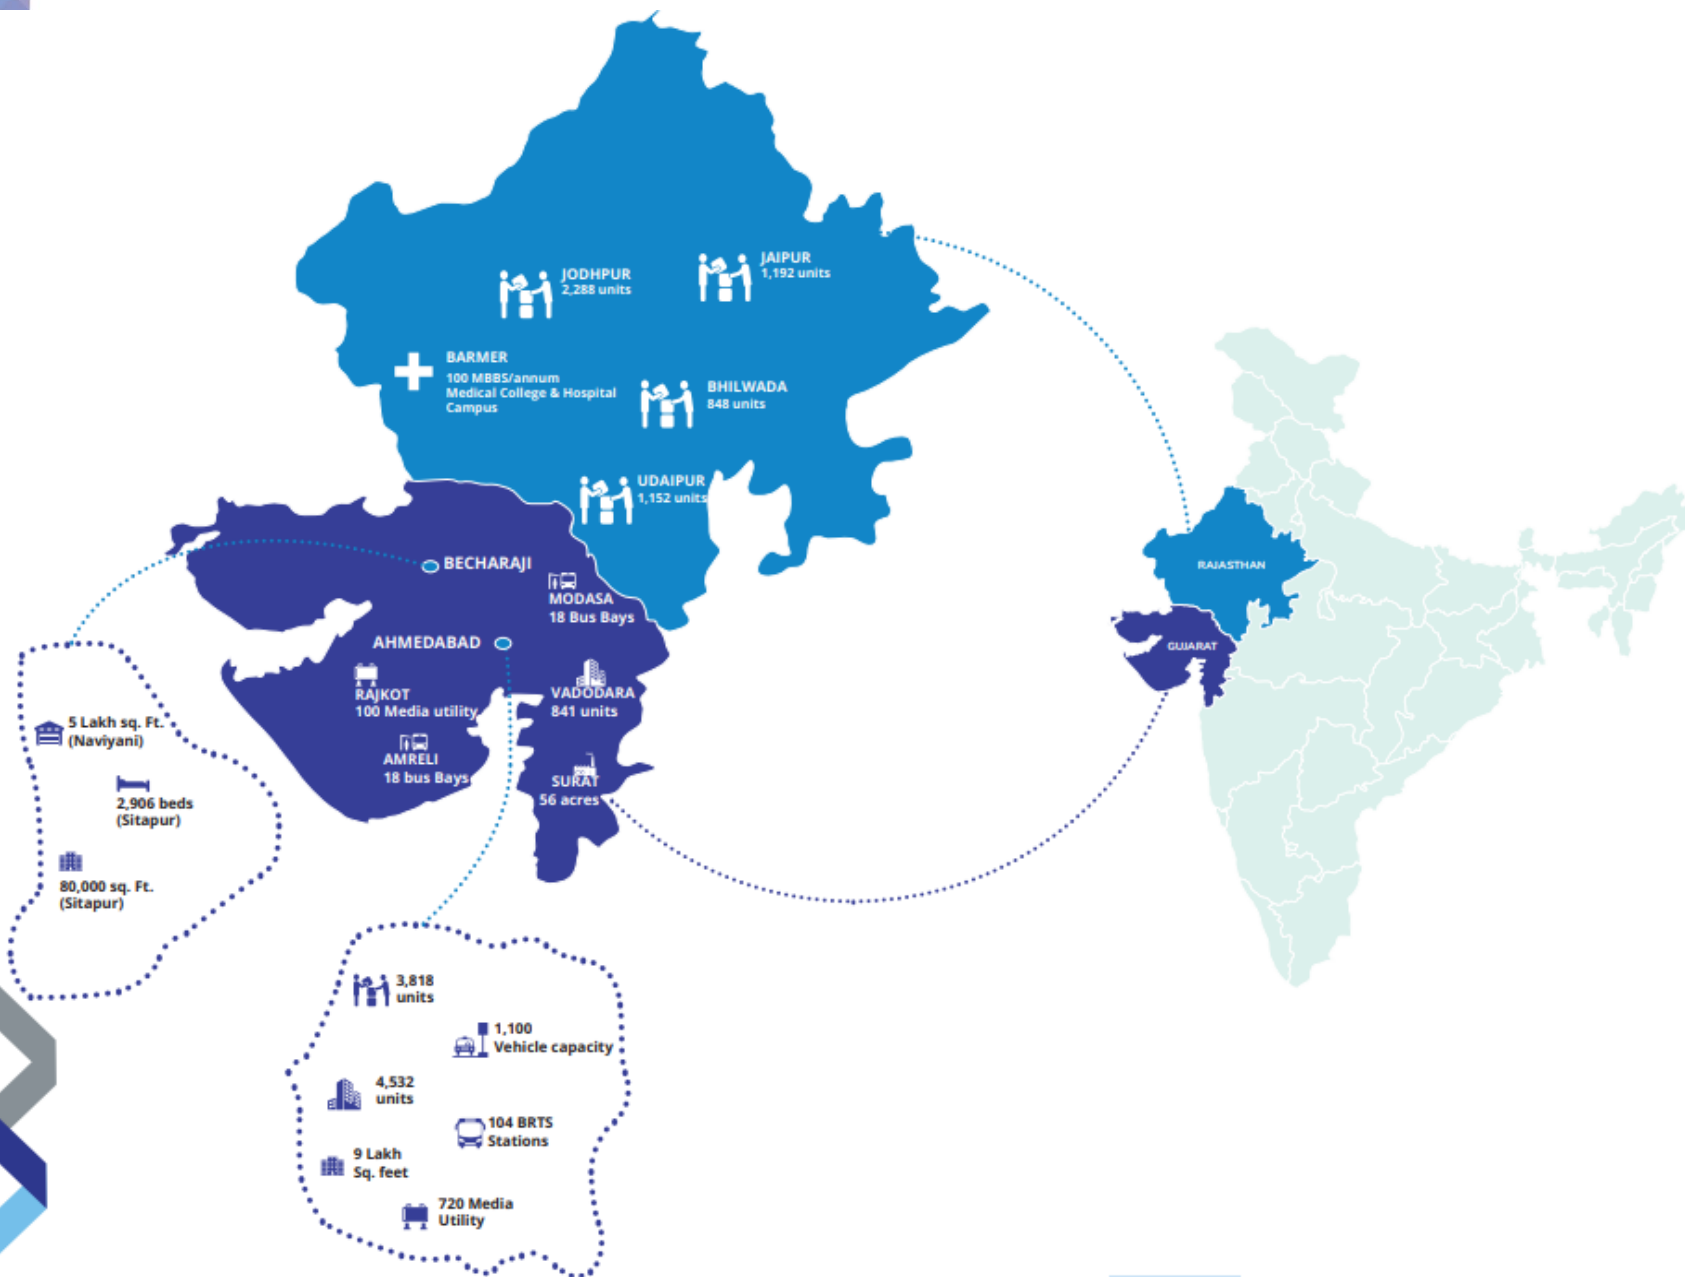 JODHPUR
2,288 units
JAIPUR
1,192 units
BARMER
100 MBBS/annum
Medical College & Hospital
Campus
BHILWADA
848 units
UDAIPUR
1,152 units
BECHARAJI
MODASA
18 Bus Bays
AHMEDABAD
RAJKOT
100 Media utility
VADODARA
841 units
AMRELI
18 bus Bays
SURAT
56 acres
RAJASTHAN
GUJARAT
5 Lakh sq. Ft.
(Naviyani)
2,906 beds
(Sitapur)
80,000 sq. Ft.
(Sitapur)
3,818
units
1,100
Vehicle capacity
4,532
units
104 BRTS
Stations
9 Lakh
Sq. feet
720 Media
Utility